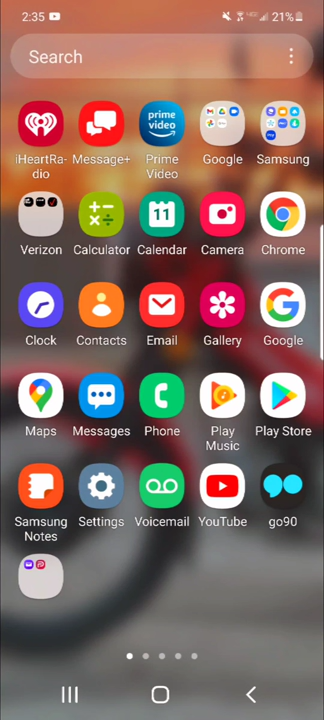 2:35 21%
Search
iHeartRa- Message+ Prime Google Samsung
dio Video
prime
video
Verizon Calculator Calendar Camera Chrome
11
Clock Contacts Email Gallery Google
Maps Messages Phone Play Play Store
Music
Samsung Settings Voicemail YouTube go90
Notes